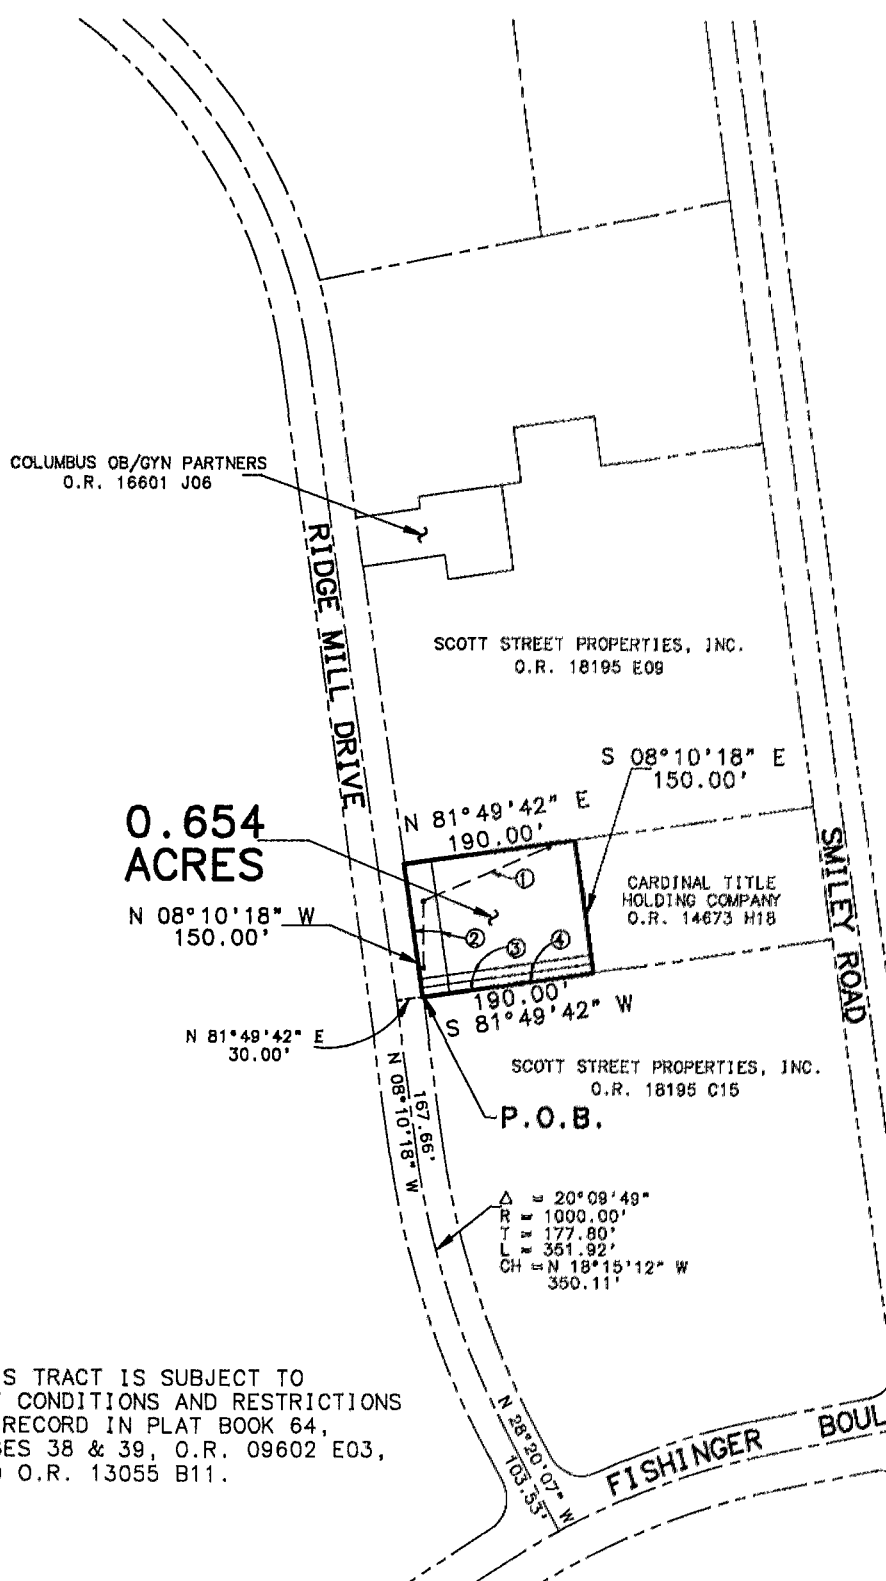 COLUMBUS OB/GYN PARTNERS
O.R. 16601 J06
RIDGE MILL DRIVE
SCOTT STREET PROPERTIES, INC.
O.R. 18195 E09
S 08°10'18" E
150.00'
N 81°49'42" E
190.00'
0.654
ACRES
SMILEY ROAD
①
CARDINAL TITLE
HOLDING COMPANY
O.R. 14673 H18
N 08°10'18" W
150.00'
②
③
④
190.00'
S 81°49'42" W
N 81°49'42" E
30.00'
SCOTT STREET PROPERTIES, INC.
O.R. 18195 C15
167.66'
N 08°10'18" W
P.O.B.
Δ = 20°09'49"
R = 1000.00'
T = 177.80'
L = 351.92'
CH = N 18°15'12" W
350.11'
S TRACT IS SUBJECT TO
CONDITIONS AND RESTRICTIONS
RECORD IN PLAT BOOK 64,
ES 38 & 39, O.R. 09602 E03,
O.R. 13055 B11.
N 28°20'07" W
103.53'
FISHINGER BOUL